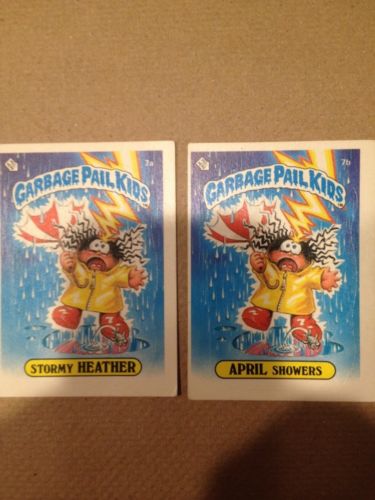 7a
GARBAGE PAIL KIDS
STORMY HEATHER
7b
GARBAGE PAIL KIDS
APRIL SHOWERS